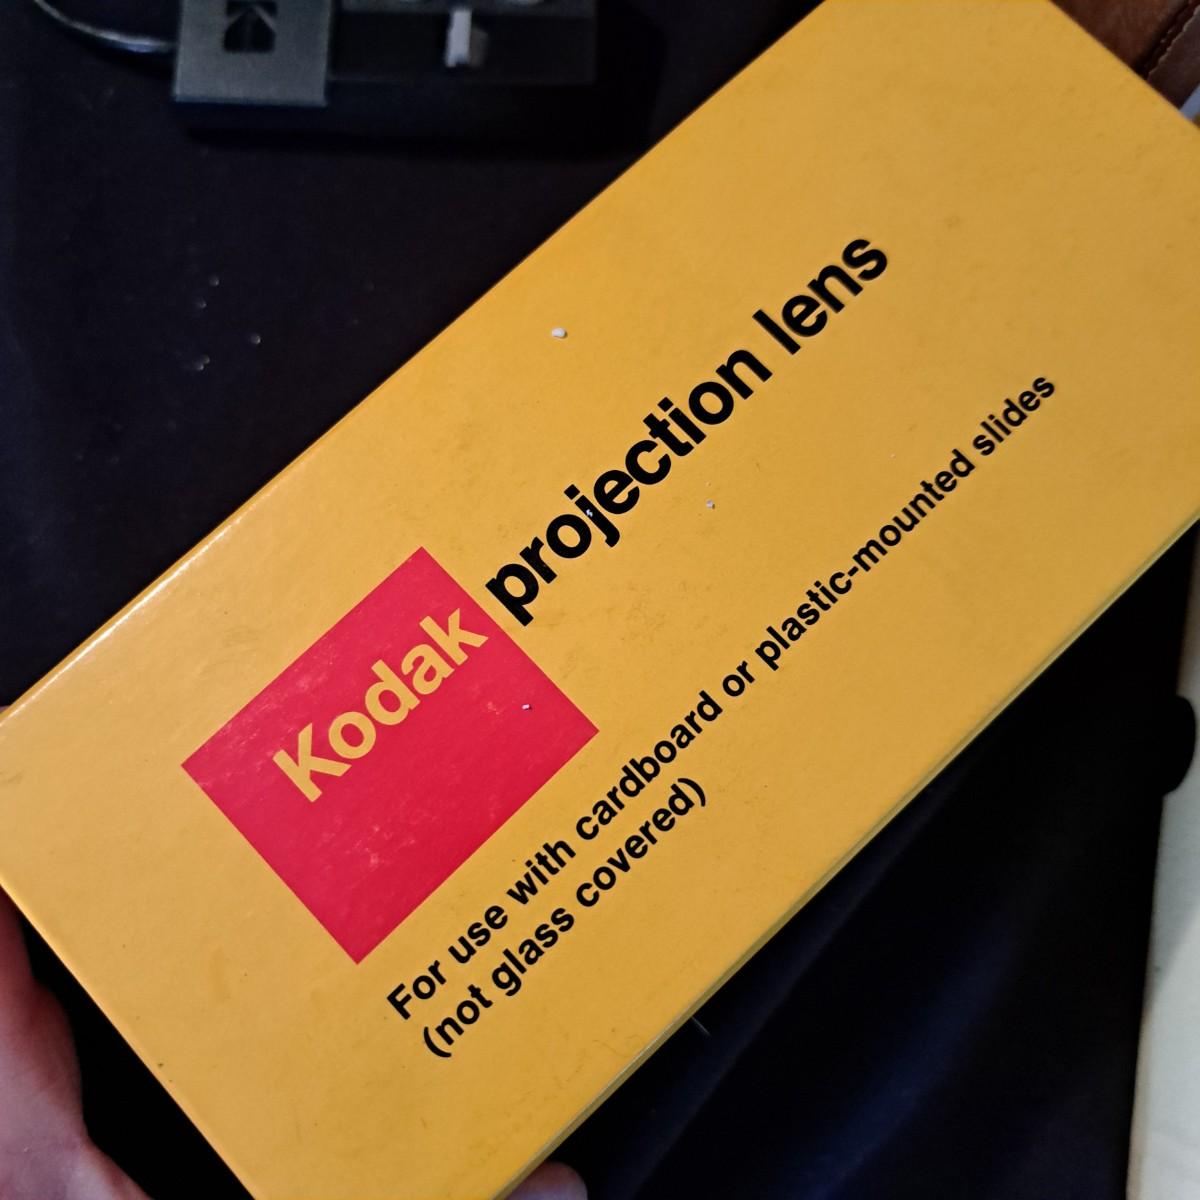 Kodak projection lens
For use with cardboard or plastic-mounted slides
(not glass covered)